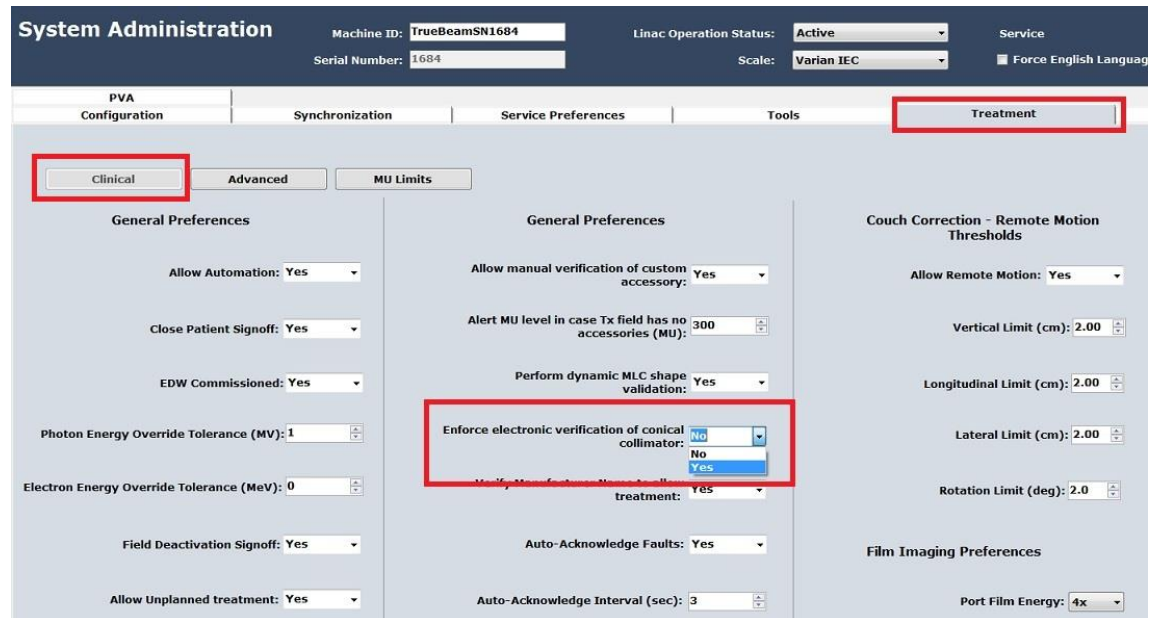 System Administration
Machine ID: TrueBeamSN1684
Linac Operation Status: Active
Service
Serial Number: 1684
Scale: Varian IEC
Force English Languag
PVA
Configuration
Synchronization
Service Preferences
Tools
Treatment
Clinical
Advanced
MU Limits
General Preferences
Allow Automation: Yes
Close Patient Signoff: Yes
EDW Commissioned: Yes
Photon Energy Override Tolerance (MV): 1
Electron Energy Override Tolerance (MeV): 0
Field Deactivation Signoff: Yes
Allow Unplanned treatment: Yes
General Preferences
Allow manual verification of custom
accessory: Yes
Alert MU level in case Tx field has no
accessories (MU): 300
Perform dynamic MLC shape
validation: Yes
Enforce electronic verification of conical
collimator: No
No
Yes
treatment: Yes
Auto-Acknowledge Faults: Yes
Auto-Acknowledge Interval (sec): 3
Couch Correction - Remote Motion
Thresholds
Allow Remote Motion: Yes
Vertical Limit (cm): 2.00
Longitudinal Limit (cm): 2.00
Lateral Limit (cm): 2.00
Rotation Limit (deg): 2.0
Film Imaging Preferences
Port Film Energy: 4x